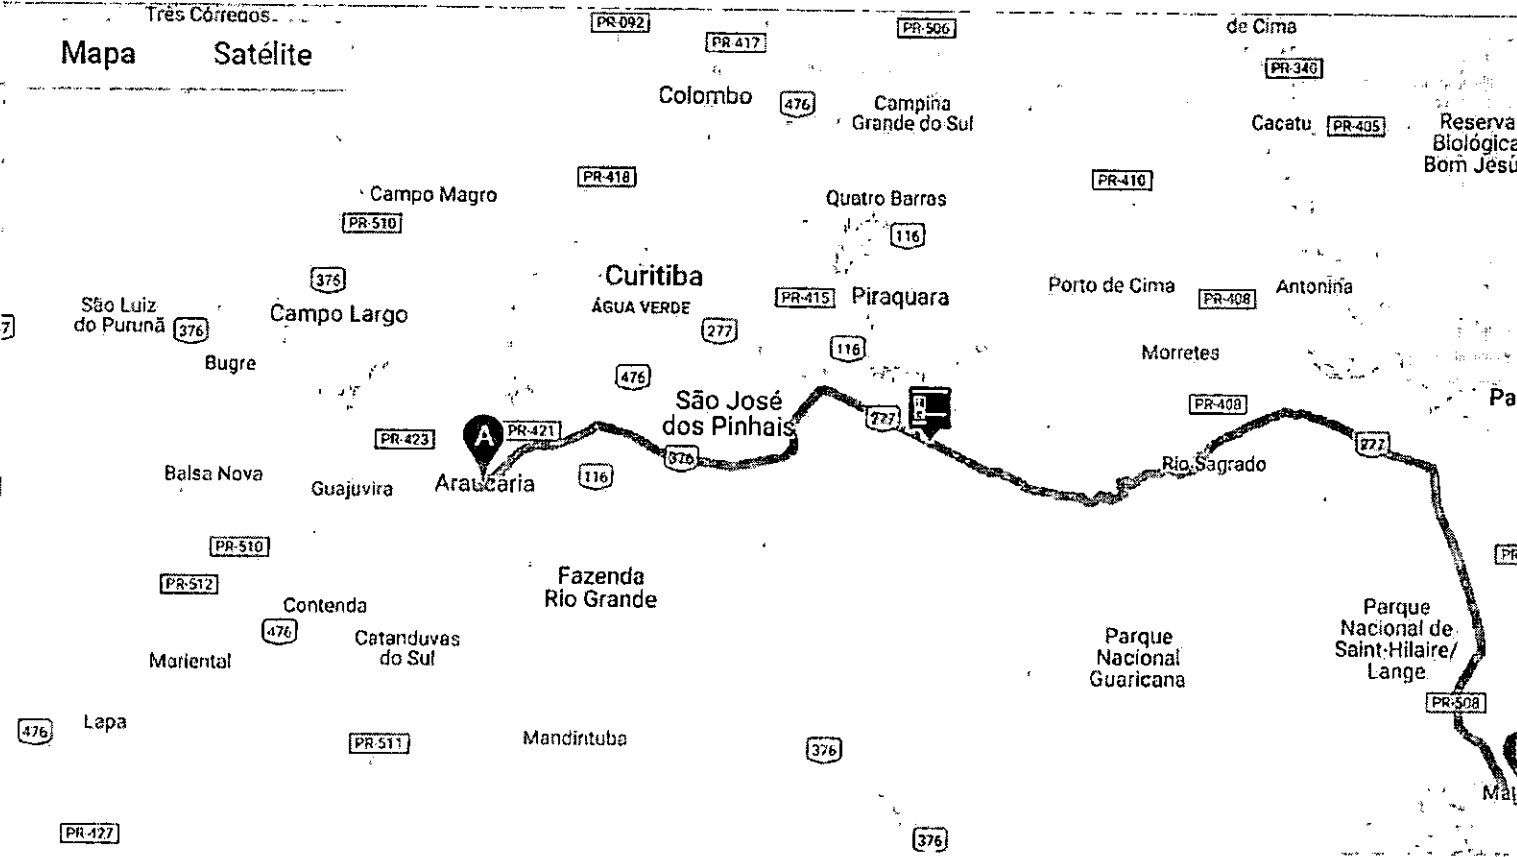 Três Córregos
PR-092
PR-417
PR-506
de Cima
Mapa
Satélite
PR-340
Colombo
476
Campina
Grande do Sul
Cacatu
PR-405
Reserva
Biológica
Bom Jesú
PR-418
PR-410
Campo Magro
Quatro Barras
PR-510
116
376
Curitiba
Porto de Cima
Antonina
São Luiz
do Purunã
376
Campo Largo
ÁGUA VERDE
PR-415
Piraquara
PR-408
7
277
Bugre
116
Morretes
476
São José
dos Pinhais
277
PR-408
Pa
A
PR-421
PR-423
376
277
Rio Sagrado
Balsa Nova
Guajuvira
Araucária
116
PR-510
PR
PR-512
Fazenda
Rio Grande
Contenda
476
Catanduvas
do Sul
Parque
Nacional de
Saint-Hilaire/
Lange
Mariental
Parque
Nacional
Guaricana
PR-508
Lapa
476
PR-511
Mandirituba
376
Mat
PR-427
376